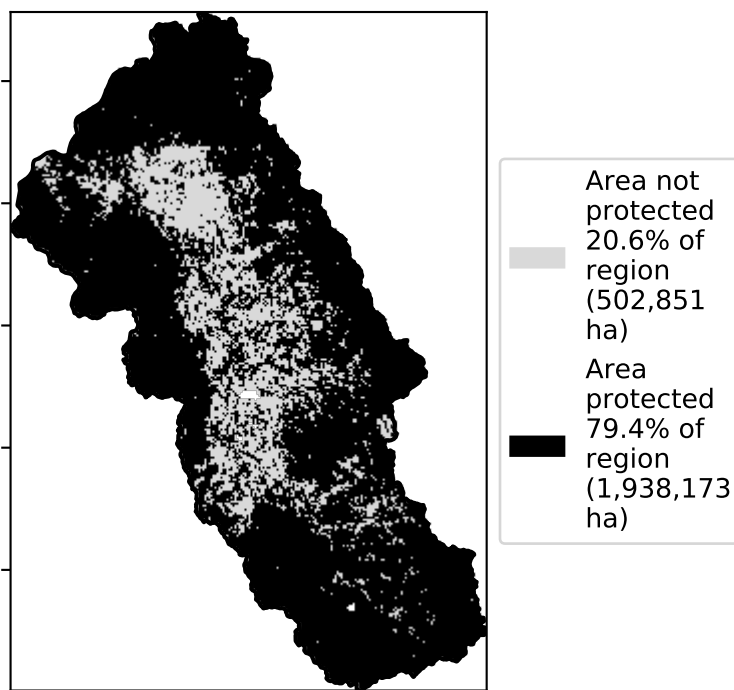 Area not
protected
20.6% of
region
(502,851
ha)
Area
protected
79.4% of
region
(1,938,173
ha)